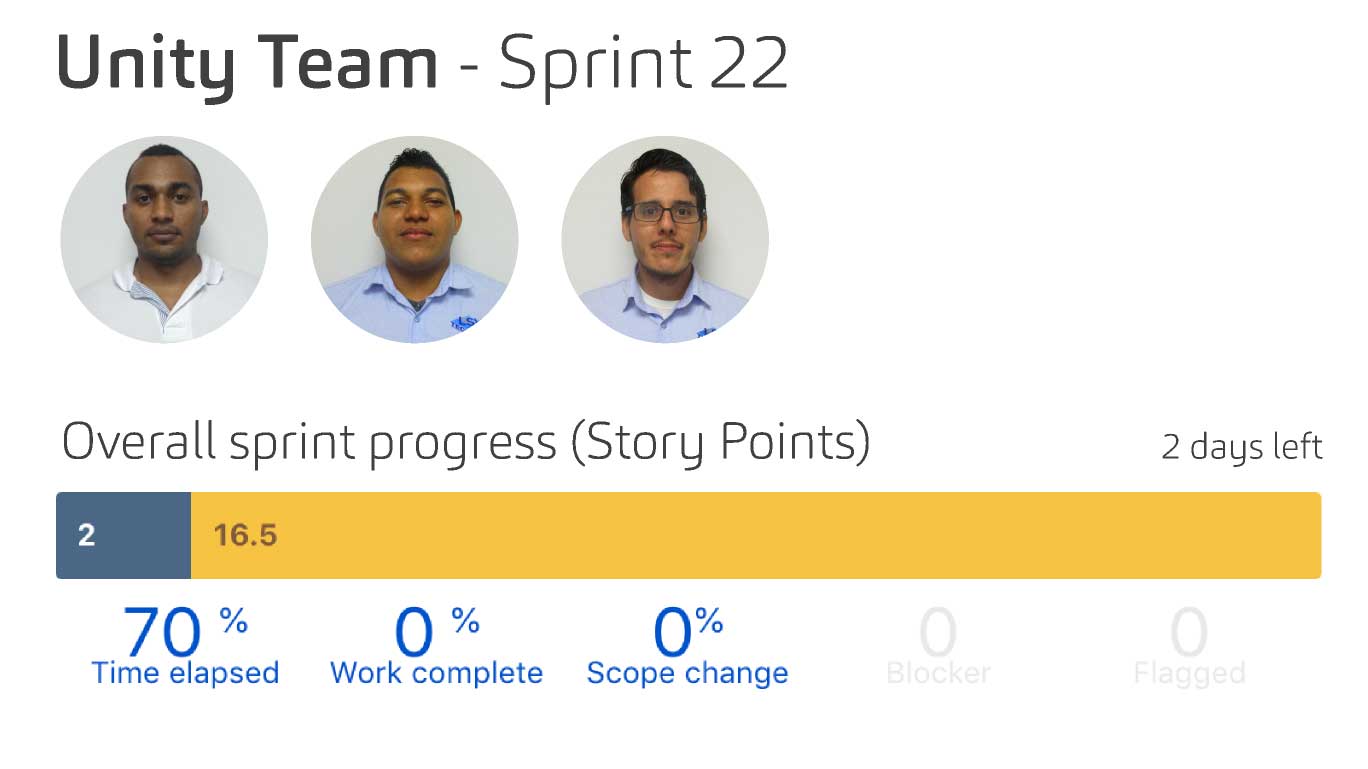 Unity Team - Sprint 22
Overall sprint progress (Story Points)
2 days left
2
16.5
70 %
Time elapsed
0 %
Work complete
0%
Scope change
0
Blocker
0
Flagged